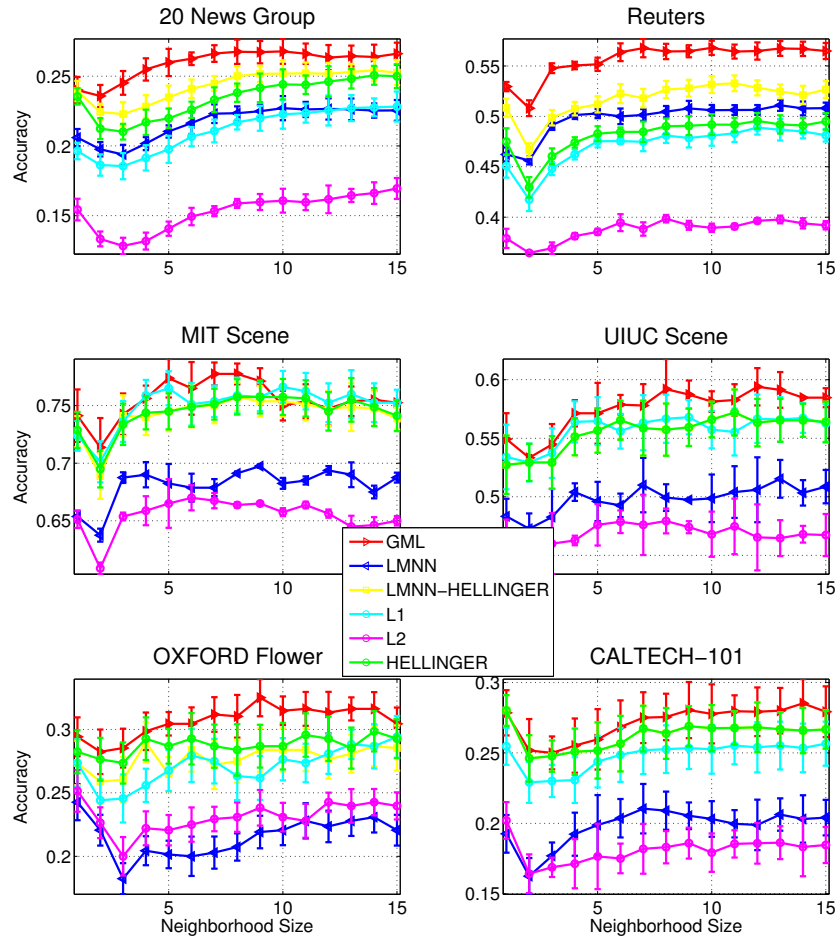 20 News Group
Accuracy
0.25
0.2
0.15
5
10
15
Reuters
0.55
0.5
0.45
0.4
5
10
15
MIT Scene
Accuracy
0.75
0.7
0.65
5
10
15
UIUC Scene
0.6
0.55
0.5
5
10
15
GML
LMNN
LMNN−HELLINGER
L1
L2
HELLINGER
OXFORD Flower
Accuracy
0.3
0.2
5
10
15
Neighborhood Size
CALTECH−101
0.3
0.25
0.2
0.15
5
10
15
Neighborhood Size